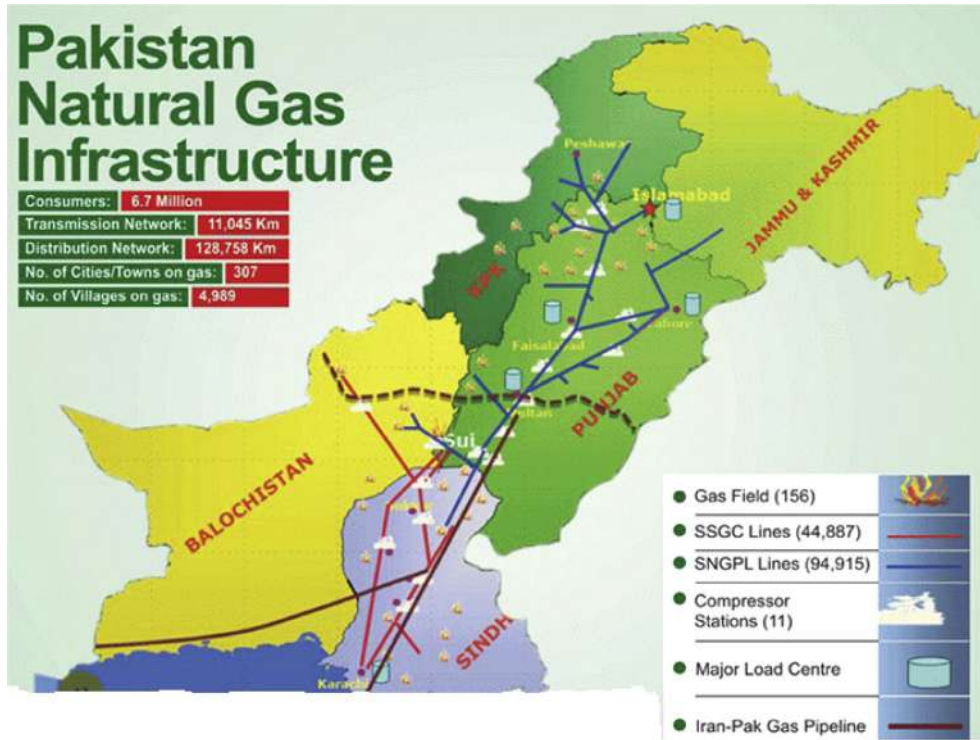 Pakistan
Natural Gas
Infrastructure
Consumers: 6.7 Million
Transmission Network: 11,045 Km
Distribution Network: 128,758 Km
No. of Cities/Towns on gas: 307
No. of Villages on gas: 4,989
Peshawar
Islamabad
JAMMU & KASHMIR
KPK
Lahore
Faisalabad
PUNJAB
Sui
BALOCHISTAN
SINDH
Karachi
Gas Field (156)
SSGC Lines (44,887)
SNGPL Lines (94,915)
Compressor
Stations (11)
Major Load Centre
Iran-Pak Gas Pipeline